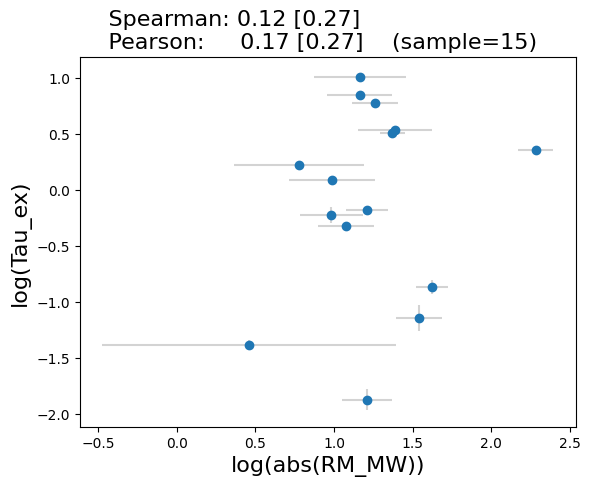 Spearman: 0.12 [0.27]
Pearson: 0.17 [0.27] (sample=15)
1.0
0.5
0.0
−0.5
−1.0
−1.5
−2.0
log(Tau_ex)
−0.5 0.0 0.5 1.0 1.5 2.0 2.5
log(abs(RM_MW))